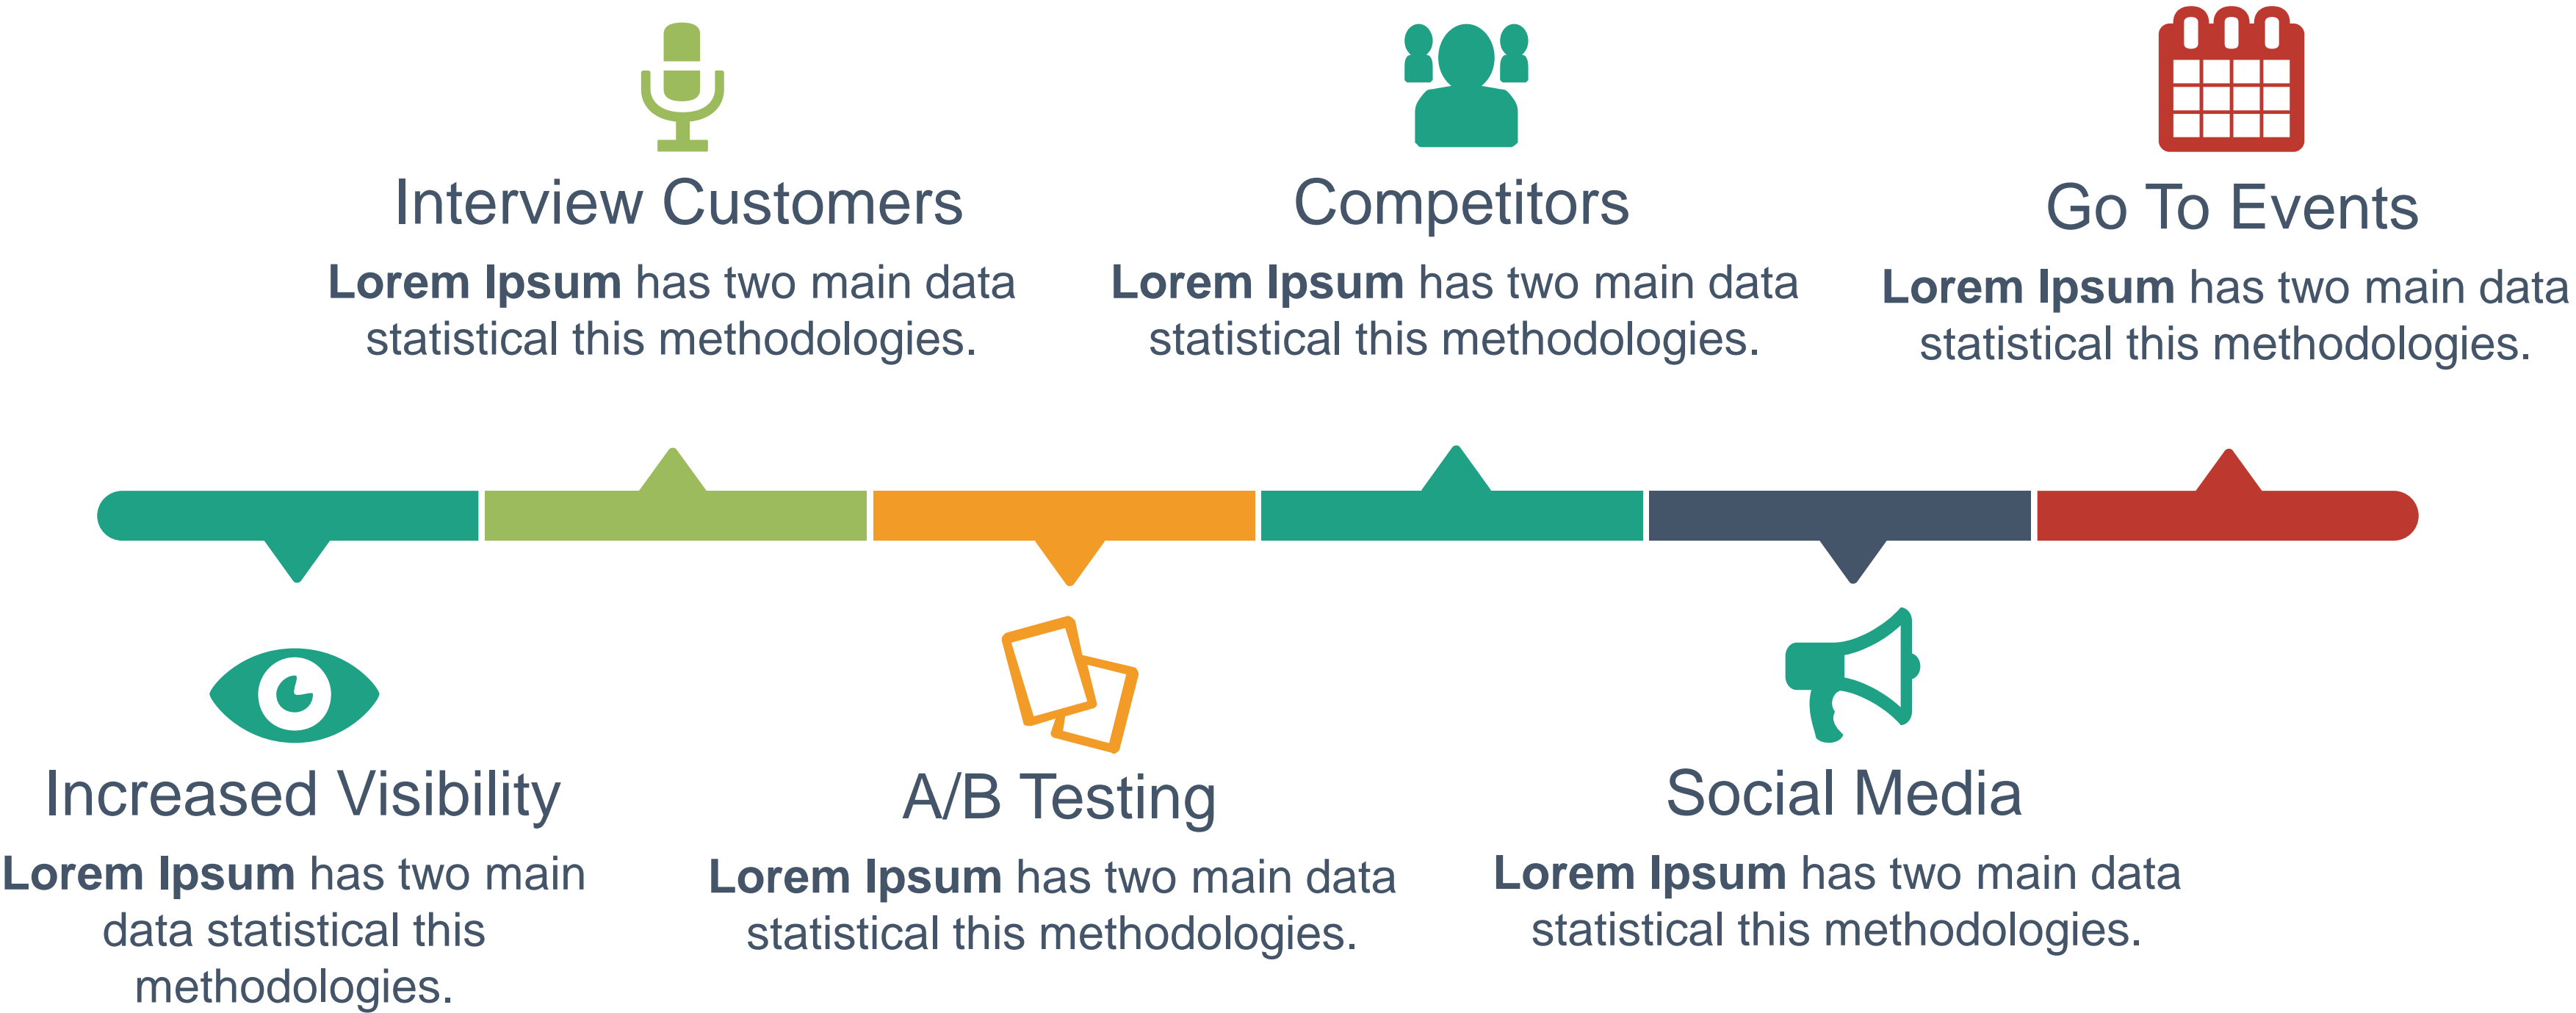 Interview Customers
Lorem Ipsum has two main data
statistical this methodologies.
Competitors
Lorem Ipsum has two main data
statistical this methodologies.
Go To Events
Lorem Ipsum has two main data
statistical this methodologies.
Increased Visibility
Lorem Ipsum has two main
data statistical this
methodologies.
A/B Testing
Lorem Ipsum has two main data
statistical this methodologies.
Social Media
Lorem Ipsum has two main data
statistical this methodologies.